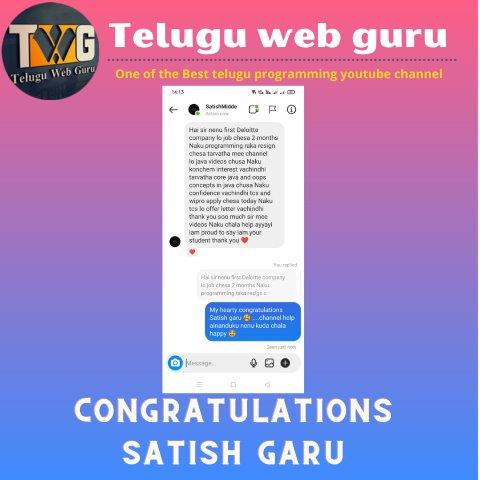 TWG
Telugu Web Guru
Telugu web guru
One of the Best telugu programming youtube channel
14:13
SatishMidde
Active now
Hai sir nenu first Deloitte
company lo job chesa 2 months
Naku programming raka resign
chesa tarvatha mee channel
lo java videos chusa Naku
konchem interest vachindhi
tarvatha core java and oops
concepts in java chusa Naku
confidence vachindhi tcs and
wipro apply chesa today Naku
tcs lo offer letter vachindhi
thank you soo much sir mee
videos Naku chala help ayyayi
iam proud to say iam your
student thank you ❤️
❤️
You replied
Hai sir nenu first Deloitte company
lo job chesa 2 months Naku
programming raka resign c
My hearty congratulations
Satish garu 🥰 ....channel help
ainanduku nenu kuda chala
happy 🤩
Seen just now
Message...
CONGRATULATIONS
SATISH GARU